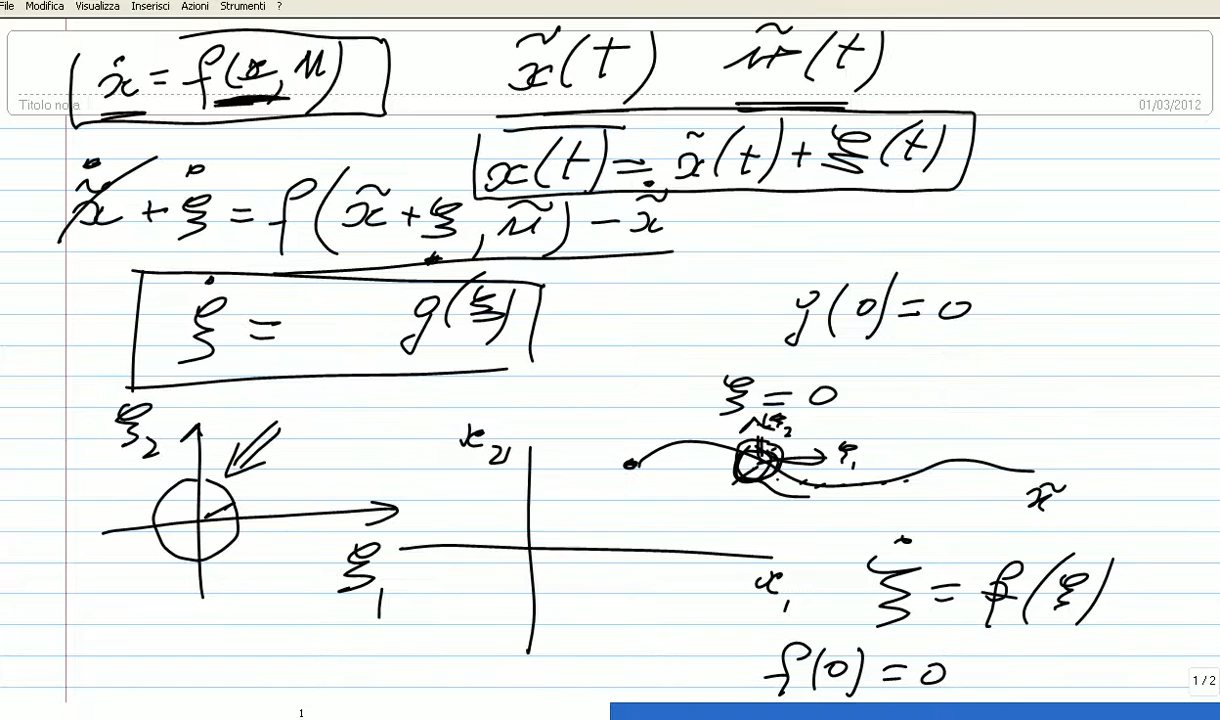 File Modifica Visualizza Inserisci Azioni Strumenti ?
ẋ = f(x, u) x̃(t) ũ(t)
Titolo nota 01/03/2012
x(t) = x̃(t) + ξ(t)
x̃̇ + ξ̇ = f(x̃ + ξ, ũ) − x̃̇
ξ̇ = g(ξ) g(0) = 0
ξ = 0
ξ₂ x₂ ξ₂ ξ₁
x̃
ξ₁ x₁ ξ̇ = f(ξ)
f(0) = 0
1 / 2
1